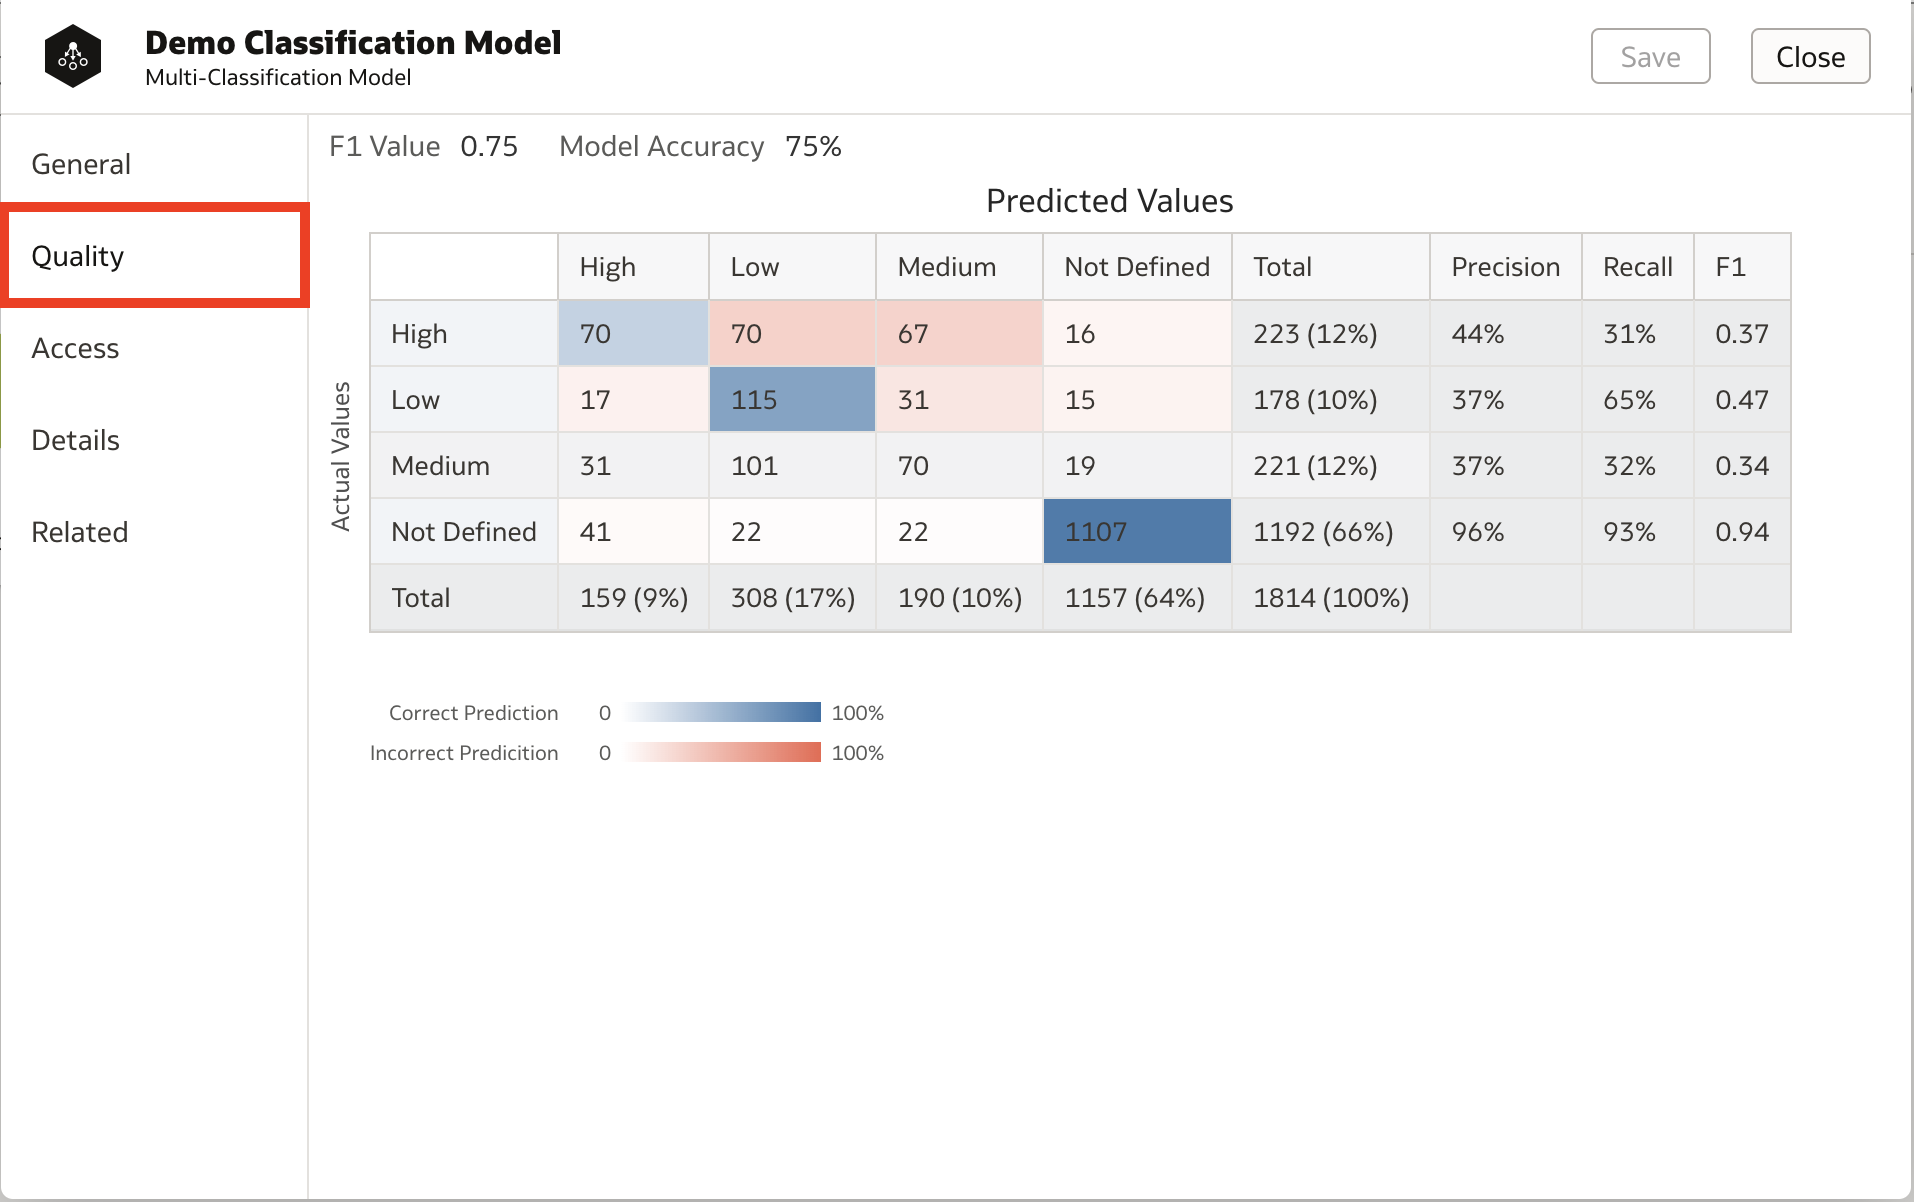 Demo Classification Model
Multi-Classification Model
Save
Close
General
Quality
Access
Details
Related
F1 Value 0.75 Model Accuracy 75%
Predicted Values
Actual Values
High Low Medium Not Defined Total Precision Recall F1
High 70 70 67 16 223 (12%) 44% 31% 0.37
Low 17 115 31 15 178 (10%) 37% 65% 0.47
Medium 31 101 70 19 221 (12%) 37% 32% 0.34
Not Defined 41 22 22 1107 1192 (66%) 96% 93% 0.94
Total 159 (9%) 308 (17%) 190 (10%) 1157 (64%) 1814 (100%)
Correct Prediction 0 100%
Incorrect Predicition 0 100%